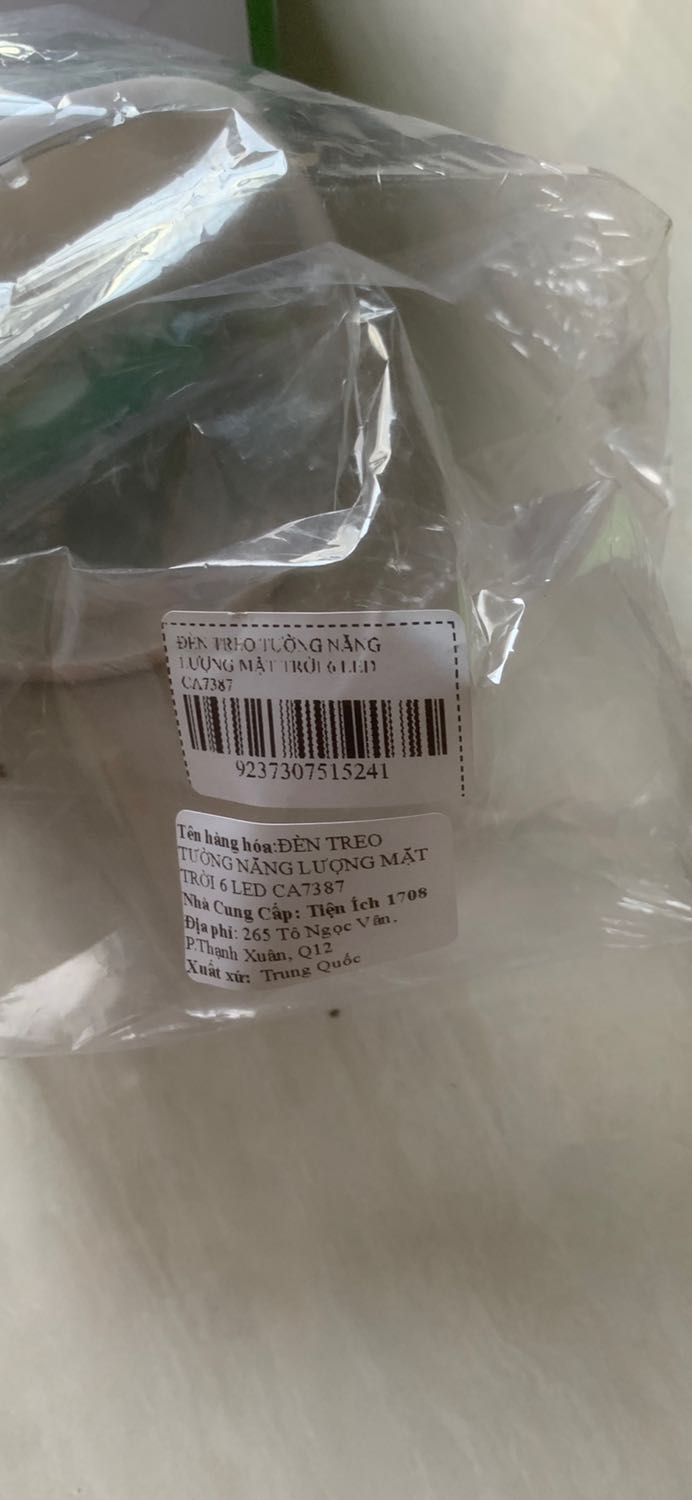 ĐÈN TREO TƯỜNG NĂNG
LƯỢNG MẶT TRỜI 6 LED
CA7387
9237307515241
Tên hàng hóa:ĐÈN TREO
TƯỜNG NĂNG LƯỢNG MẶT
TRỜI 6 LED CA7387
Nhà Cung Cấp: Tiện Ích 1708
Địa phỉ: 265 Tô Ngọc Vân,
P.Thạnh Xuân, Q12
Xuất xứ: Trung Quốc